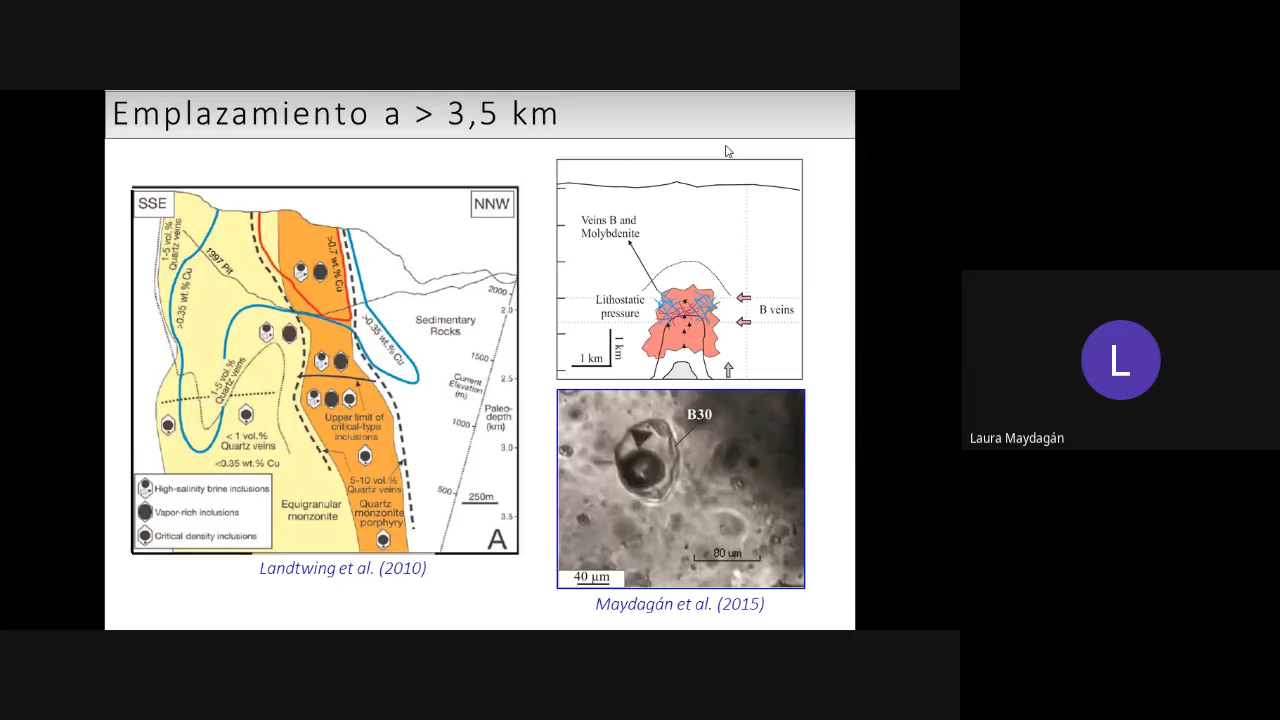 Emplazamiento a > 3,5 km
SSE
NNW
1-5 vol.%
Quartz veins
1997 Pit
>0.35 wt.% Cu
>0.7 wt.% Cu
>0.35 wt.% Cu
Sedimentary
Rocks
2000
2.0
1500
2.5
Current
Elevation
(m)
Paleo-
depth
(km)
1000
3.0
500
3.5
250m
1-5 vol.%
Quartz veins
< 1 vol.%
Quartz veins
<0.35 wt.% Cu
Upper limit of
critical-type
inclusions
5-10 vol.%
Quartz veins
Equigranular
monzonite
Quartz
monzonite
porphyry
High-salinity brine inclusions
Vapor-rich inclusions
Critical density inclusions
A
Landtwing et al. (2010)
Veins B and
Molybdenite
Lithostatic
pressure
B veins
1 km
1 km
B30
80 um
40 µm
Maydagán et al. (2015)
L
Laura Maydagán